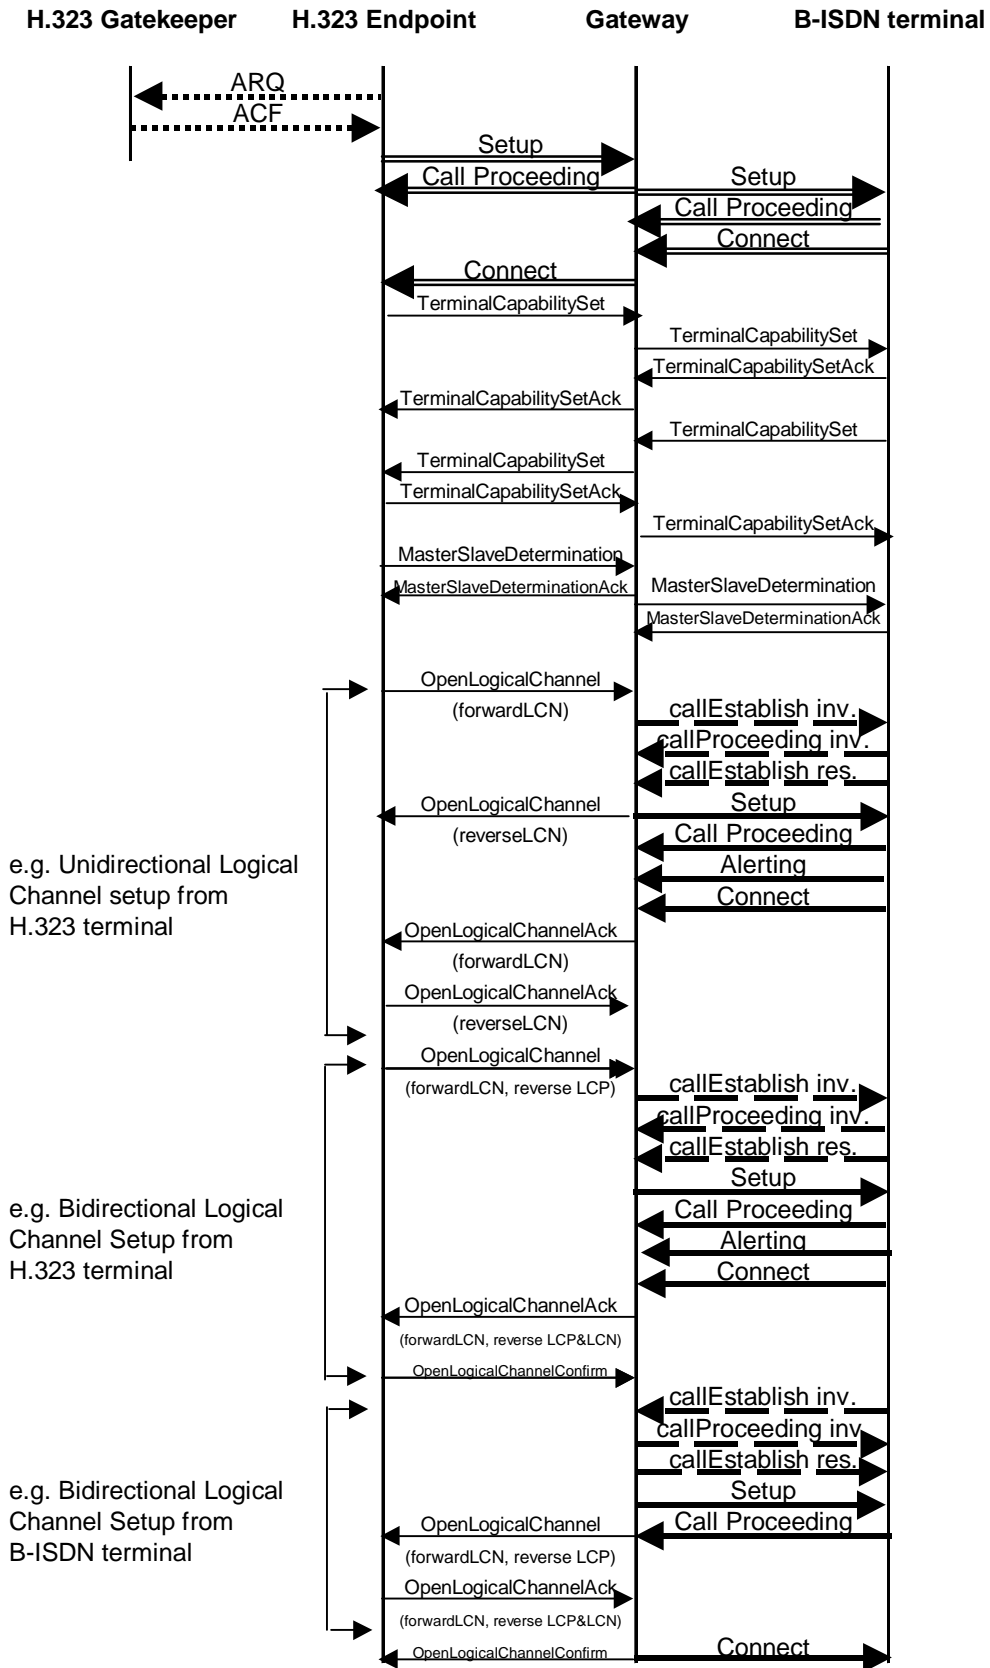 H.323 Gatekeeper H.323 Endpoint Gateway B-ISDN terminal
ARQ
ACF
Setup
Call Proceeding Setup
Call Proceeding
Connect
Connect
TerminalCapabilitySet
TerminalCapabilitySet
TerminalCapabilitySetAck
TerminalCapabilitySetAck
TerminalCapabilitySet
TerminalCapabilitySet
TerminalCapabilitySetAck
TerminalCapabilitySetAck
MasterSlaveDetermination
MasterSlaveDeterminationAck MasterSlaveDetermination
MasterSlaveDeterminationAck
OpenLogicalChannel
(forwardLCN) callEstablish inv.
callProceeding inv.
callEstablish res.
OpenLogicalChannel Setup
(reverseLCN) Call Proceeding
Alerting
Connect
e.g. Unidirectional Logical
Channel setup from
H.323 terminal
OpenLogicalChannelAck
(forwardLCN)
OpenLogicalChannelAck
(reverseLCN)
OpenLogicalChannel
(forwardLCN, reverse LCP) callEstablish inv.
callProceeding inv.
callEstablish res.
Setup
Call Proceeding
Alerting
Connect
e.g. Bidirectional Logical
Channel Setup from
H.323 terminal
OpenLogicalChannelAck
(forwardLCN, reverse LCP&LCN)
OpenLogicalChannelConfirm
callEstablish inv.
callProceeding inv
callEstablish res.
Setup
OpenLogicalChannel Call Proceeding
(forwardLCN, reverse LCP)
e.g. Bidirectional Logical
Channel Setup from
B-ISDN terminal
OpenLogicalChannelAck
(forwardLCN, reverse LCP&LCN)
OpenLogicalChannelConfirm Connect